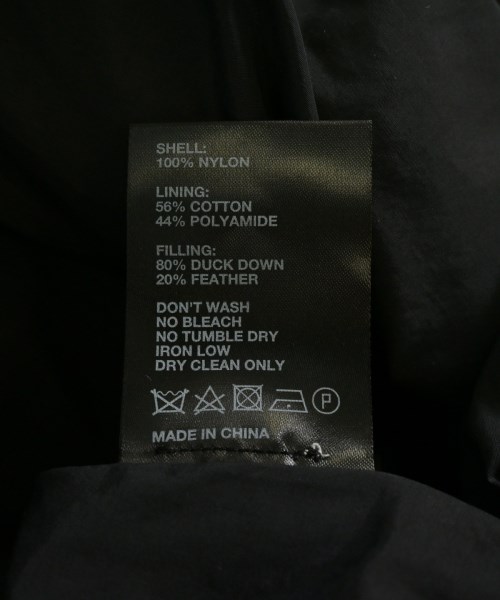 SHELL:
100% NYLON
LINING:
56% COTTON
44% POLYAMIDE
FILLING:
80% DUCK DOWN
20% FEATHER
DON'T WASH
NO BLEACH
NO TUMBLE DRY
IRON LOW
DRY CLEAN ONLY
P
MADE IN CHINA